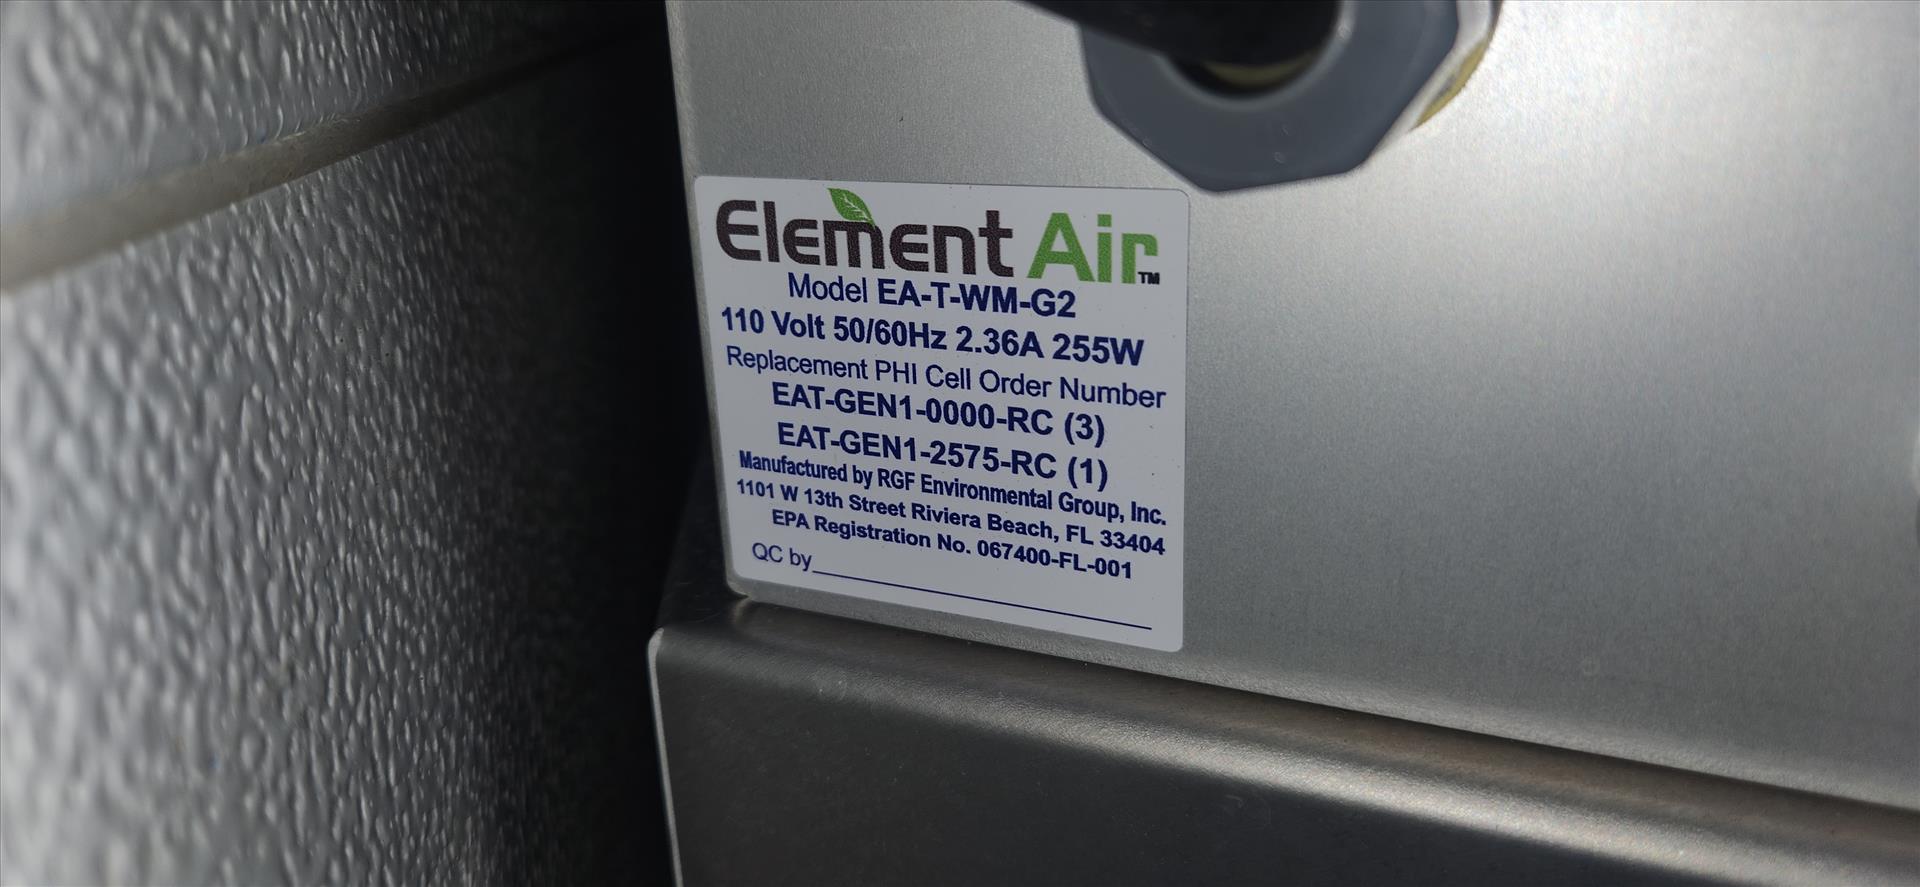 Element Air™
Model EA-T-WM-G2
110 Volt 50/60Hz 2.36A 255W
Replacement PHI Cell Order Number
EAT-GEN1-0000-RC (3)
EAT-GEN1-2575-RC (1)
Manufactured by RGF Environmental Group, Inc.
1101 W 13th Street Riviera Beach, FL 33404
EPA Registration No. 067400-FL-001
QC by